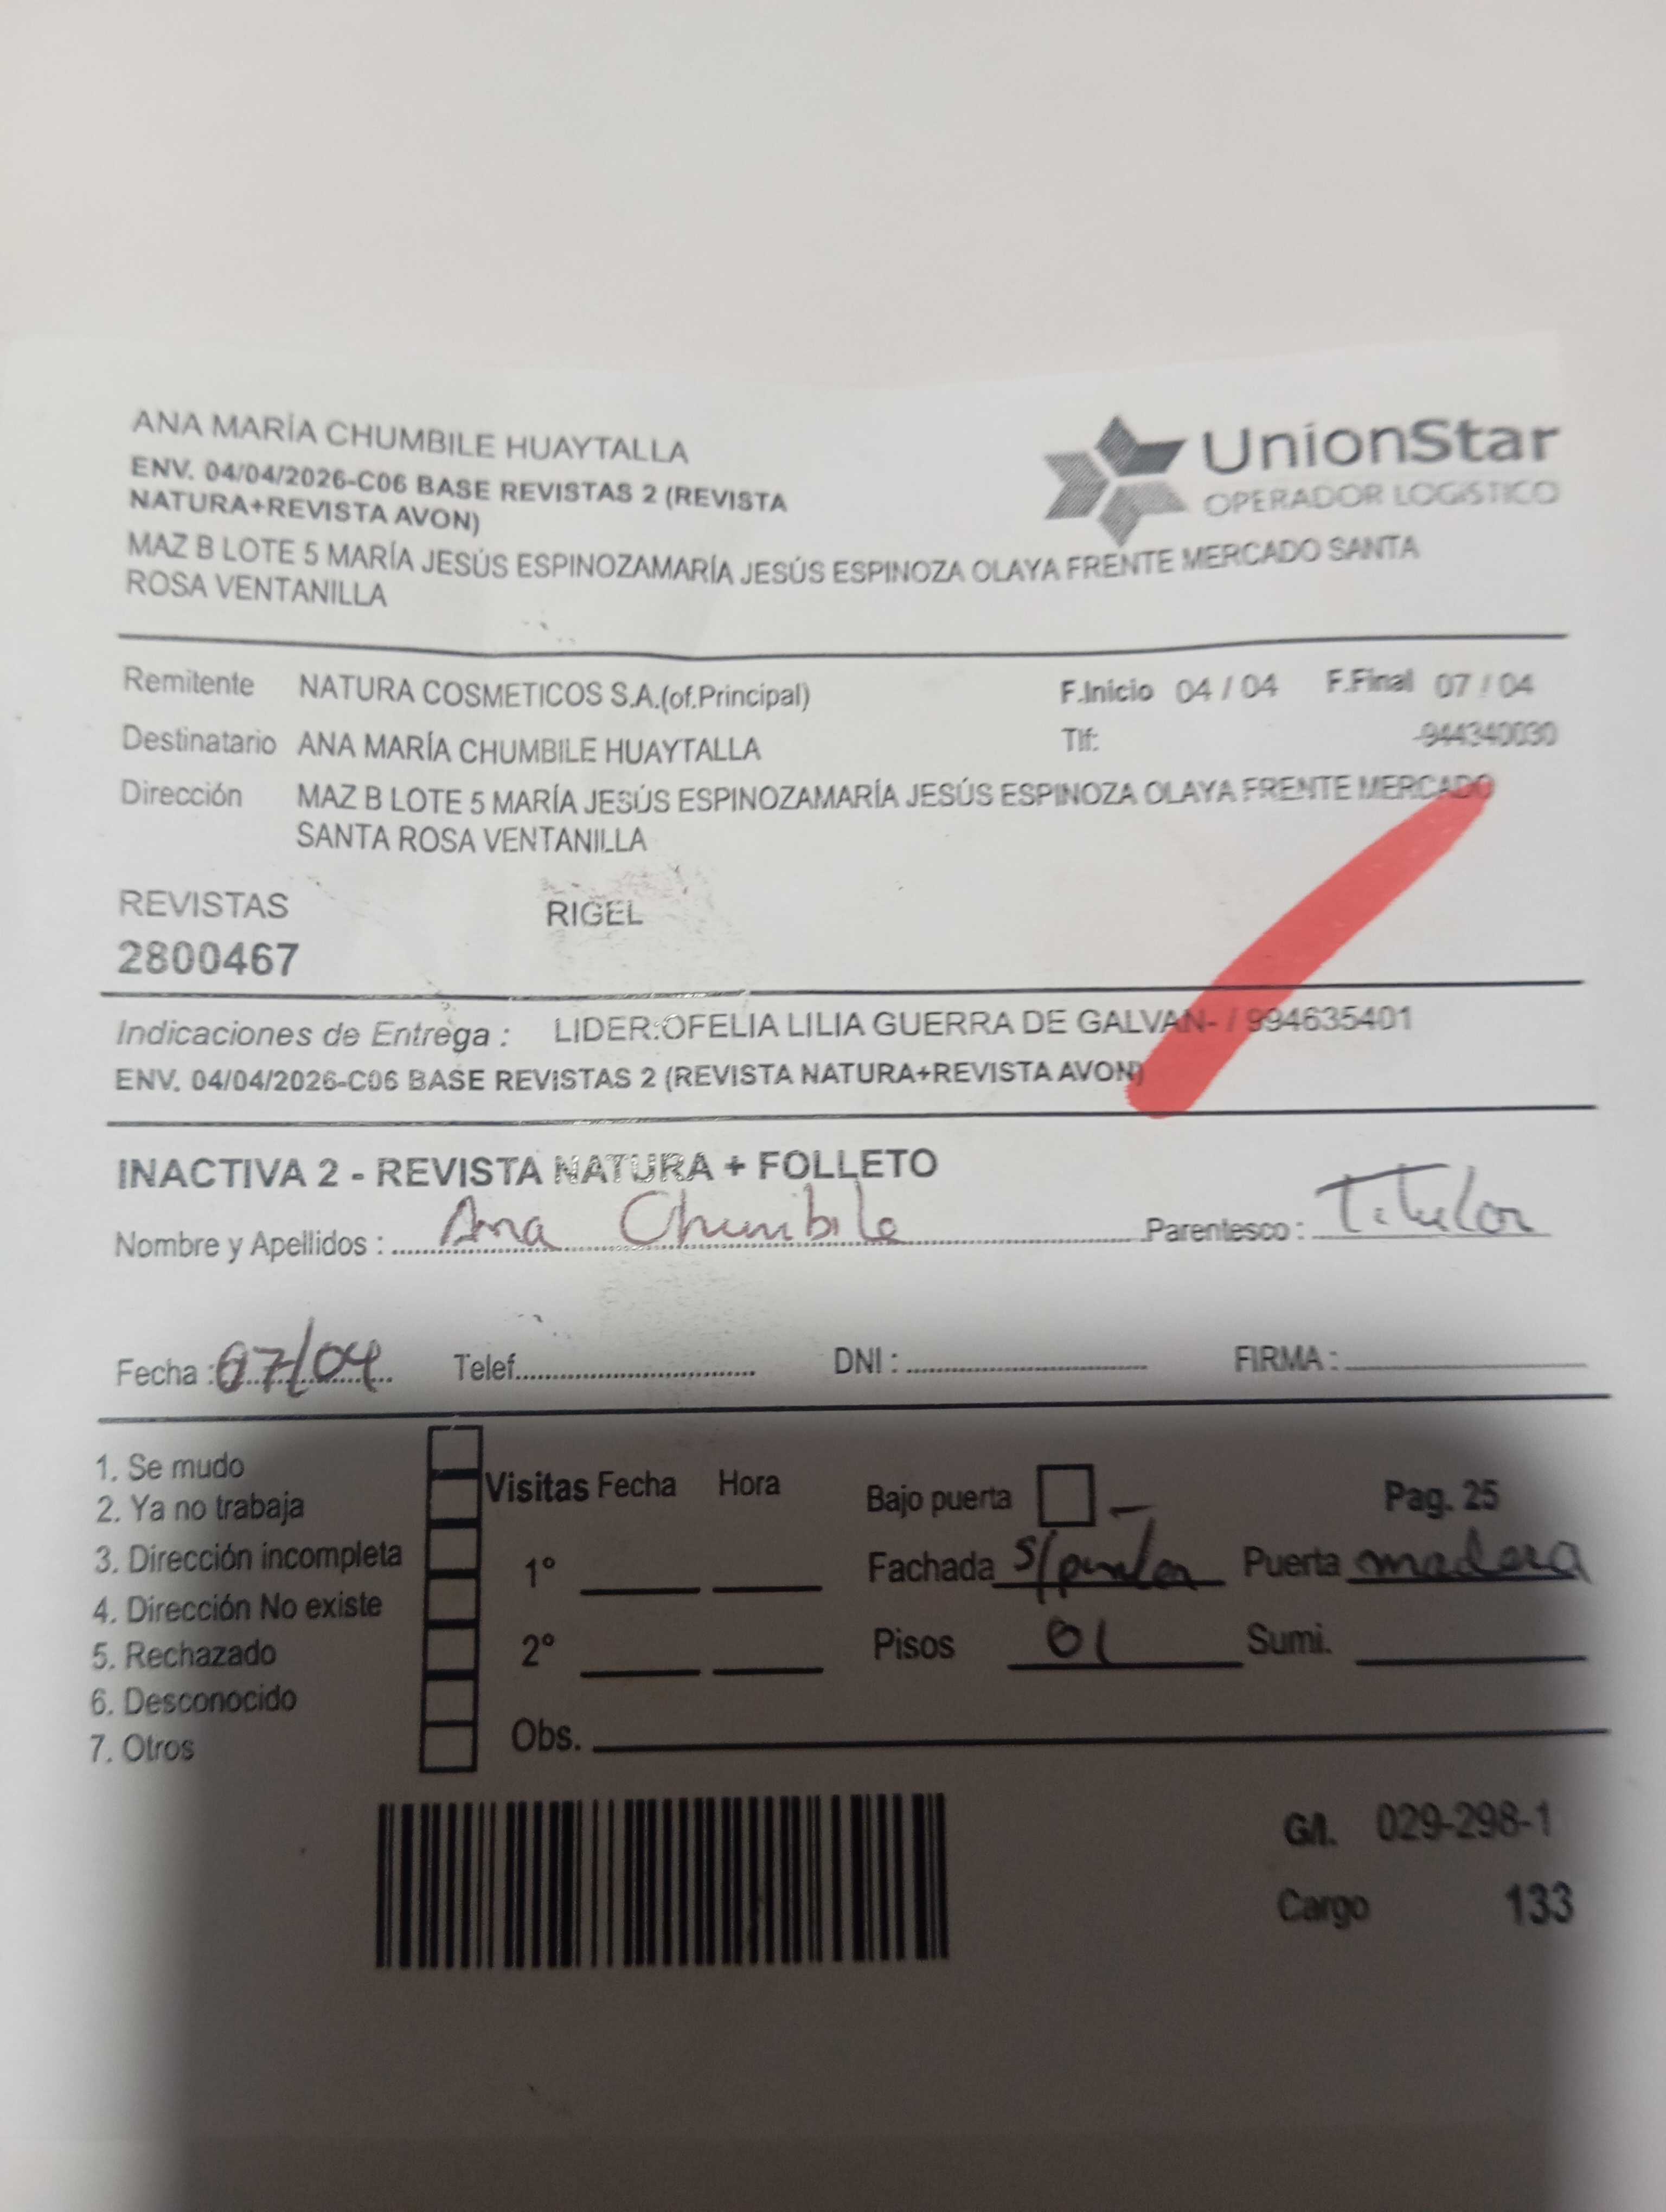 ANA MARÍA CHUMBILE HUAYTALLA
ENV. 04/04/2026-C06 BASE REVISTAS 2 (REVISTA
NATURA+REVISTA AVON)
MAZ B LOTE 5 MARÍA JESÚS ESPINOZAMARÍA JESÚS ESPINOZA OLAYA FRENTE MERCADO SANTA
ROSA VENTANILLA
UnionStar
OPERADOR LOGÍSTICO
Remitente NATURA COSMETICOS S.A.(of.Principal) F.Inicio 04 / 04 F.Final 07 / 04
Destinatario ANA MARÍA CHUMBILE HUAYTALLA Tlf: -944340030
Dirección MAZ B LOTE 5 MARÍA JESÚS ESPINOZAMARÍA JESÚS ESPINOZA OLAYA FRENTE MERCADO
SANTA ROSA VENTANILLA
REVISTAS RIGEL
2800467
Indicaciones de Entrega : LIDER:OFELIA LILIA GUERRA DE GALVAN- / 994635401
ENV. 04/04/2026-C06 BASE REVISTAS 2 (REVISTA NATURA+REVISTA AVON)
INACTIVA 2 - REVISTA NATURA + FOLLETO
Nombre y Apellidos : Ana Chumbile Parentesco : Titular
Fecha : 07/04 Telef. DNI : FIRMA :
1. Se mudo
2. Ya no trabaja
3. Dirección incompleta
4. Dirección No existe
5. Rechazado
6. Desconocido
7. Otros
Visitas Fecha Hora
1º
2º
Obs.
Bajo puerta Pag. 25
Fachada S/pintar Puerta madera
Pisos 01 Sumi.
G/I. 029-298-1
Cargo 133